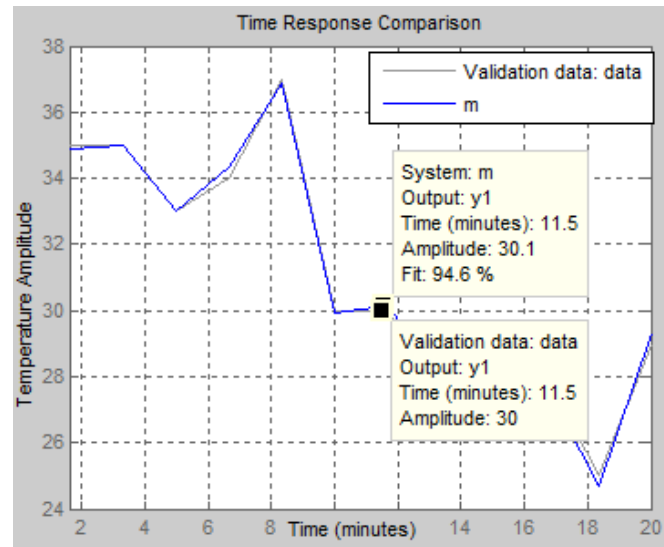 Time Response Comparison
38
36
34
32
30
28
26
24
Temperature Amplitude
Validation data: data
m
System: m
Output: y1
Time (minutes): 11.5
Amplitude: 30.1
Fit: 94.6 %
Validation data: data
Output: y1
Time (minutes): 11.5
Amplitude: 30
2 4 6 8 Time (minutes) 14 16 18 20